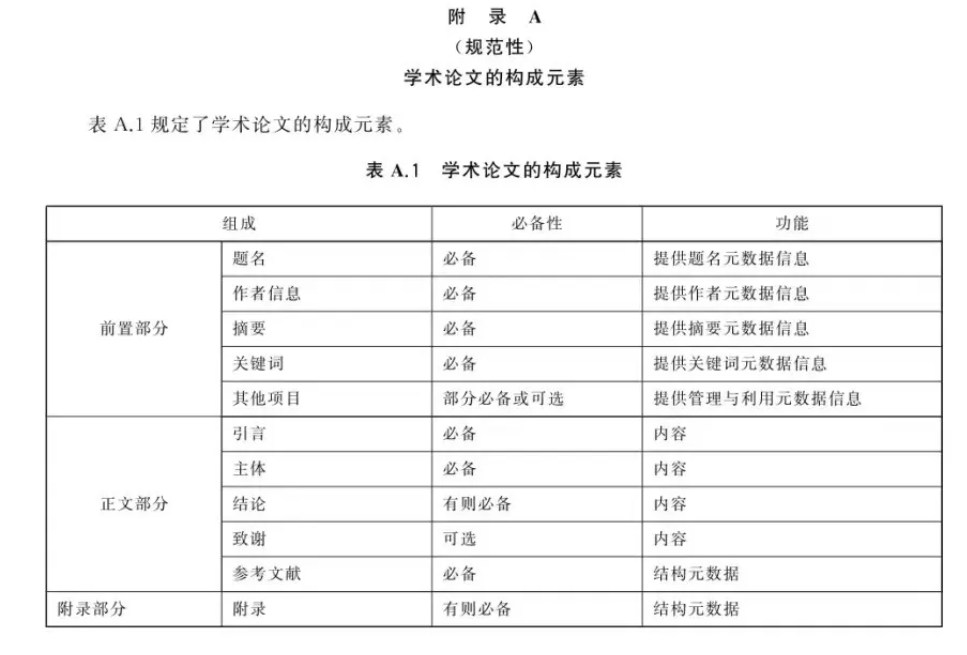 附 录 A
（规范性）
学术论文的构成元素
表 A.1 规定了学术论文的构成元素。
表 A.1 学术论文的构成元素
组成 必备性 功能
前置部分
题名 必备 提供题名元数据信息
作者信息 必备 提供作者元数据信息
摘要 必备 提供摘要元数据信息
关键词 必备 提供关键词元数据信息
其他项目 部分必备或可选 提供管理与利用元数据信息
正文部分
引言 必备 内容
主体 必备 内容
结论 有则必备 内容
致谢 可选 内容
参考文献 必备 结构元数据
附录部分 附录 有则必备 结构元数据